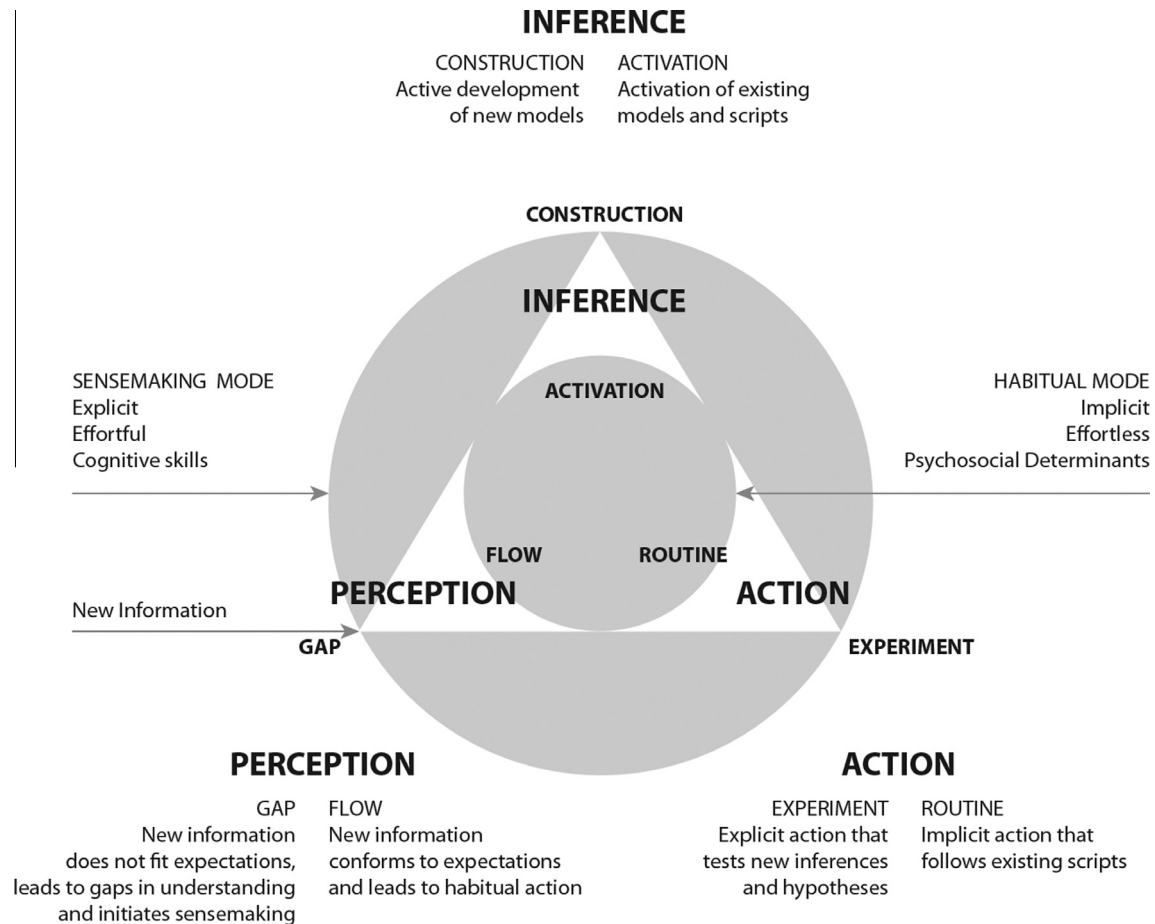 INFERENCE
CONSTRUCTION
Active development
of new models
ACTIVATION
Activation of existing
models and scripts
CONSTRUCTION
INFERENCE
ACTIVATION
SENSEMAKING MODE
Explicit
Effortful
Cognitive skills
HABITUAL MODE
Implicit
Effortless
Psychosocial Determinants
FLOW
ROUTINE
PERCEPTION
ACTION
New Information
GAP
EXPERIMENT
PERCEPTION
GAP
New information
does not fit expectations,
leads to gaps in understanding
and initiates sensemaking
FLOW
New information
conforms to expectations
and leads to habitual action
ACTION
EXPERIMENT
Explicit action that
tests new inferences
and hypotheses
ROUTINE
Implicit action that
follows existing scripts